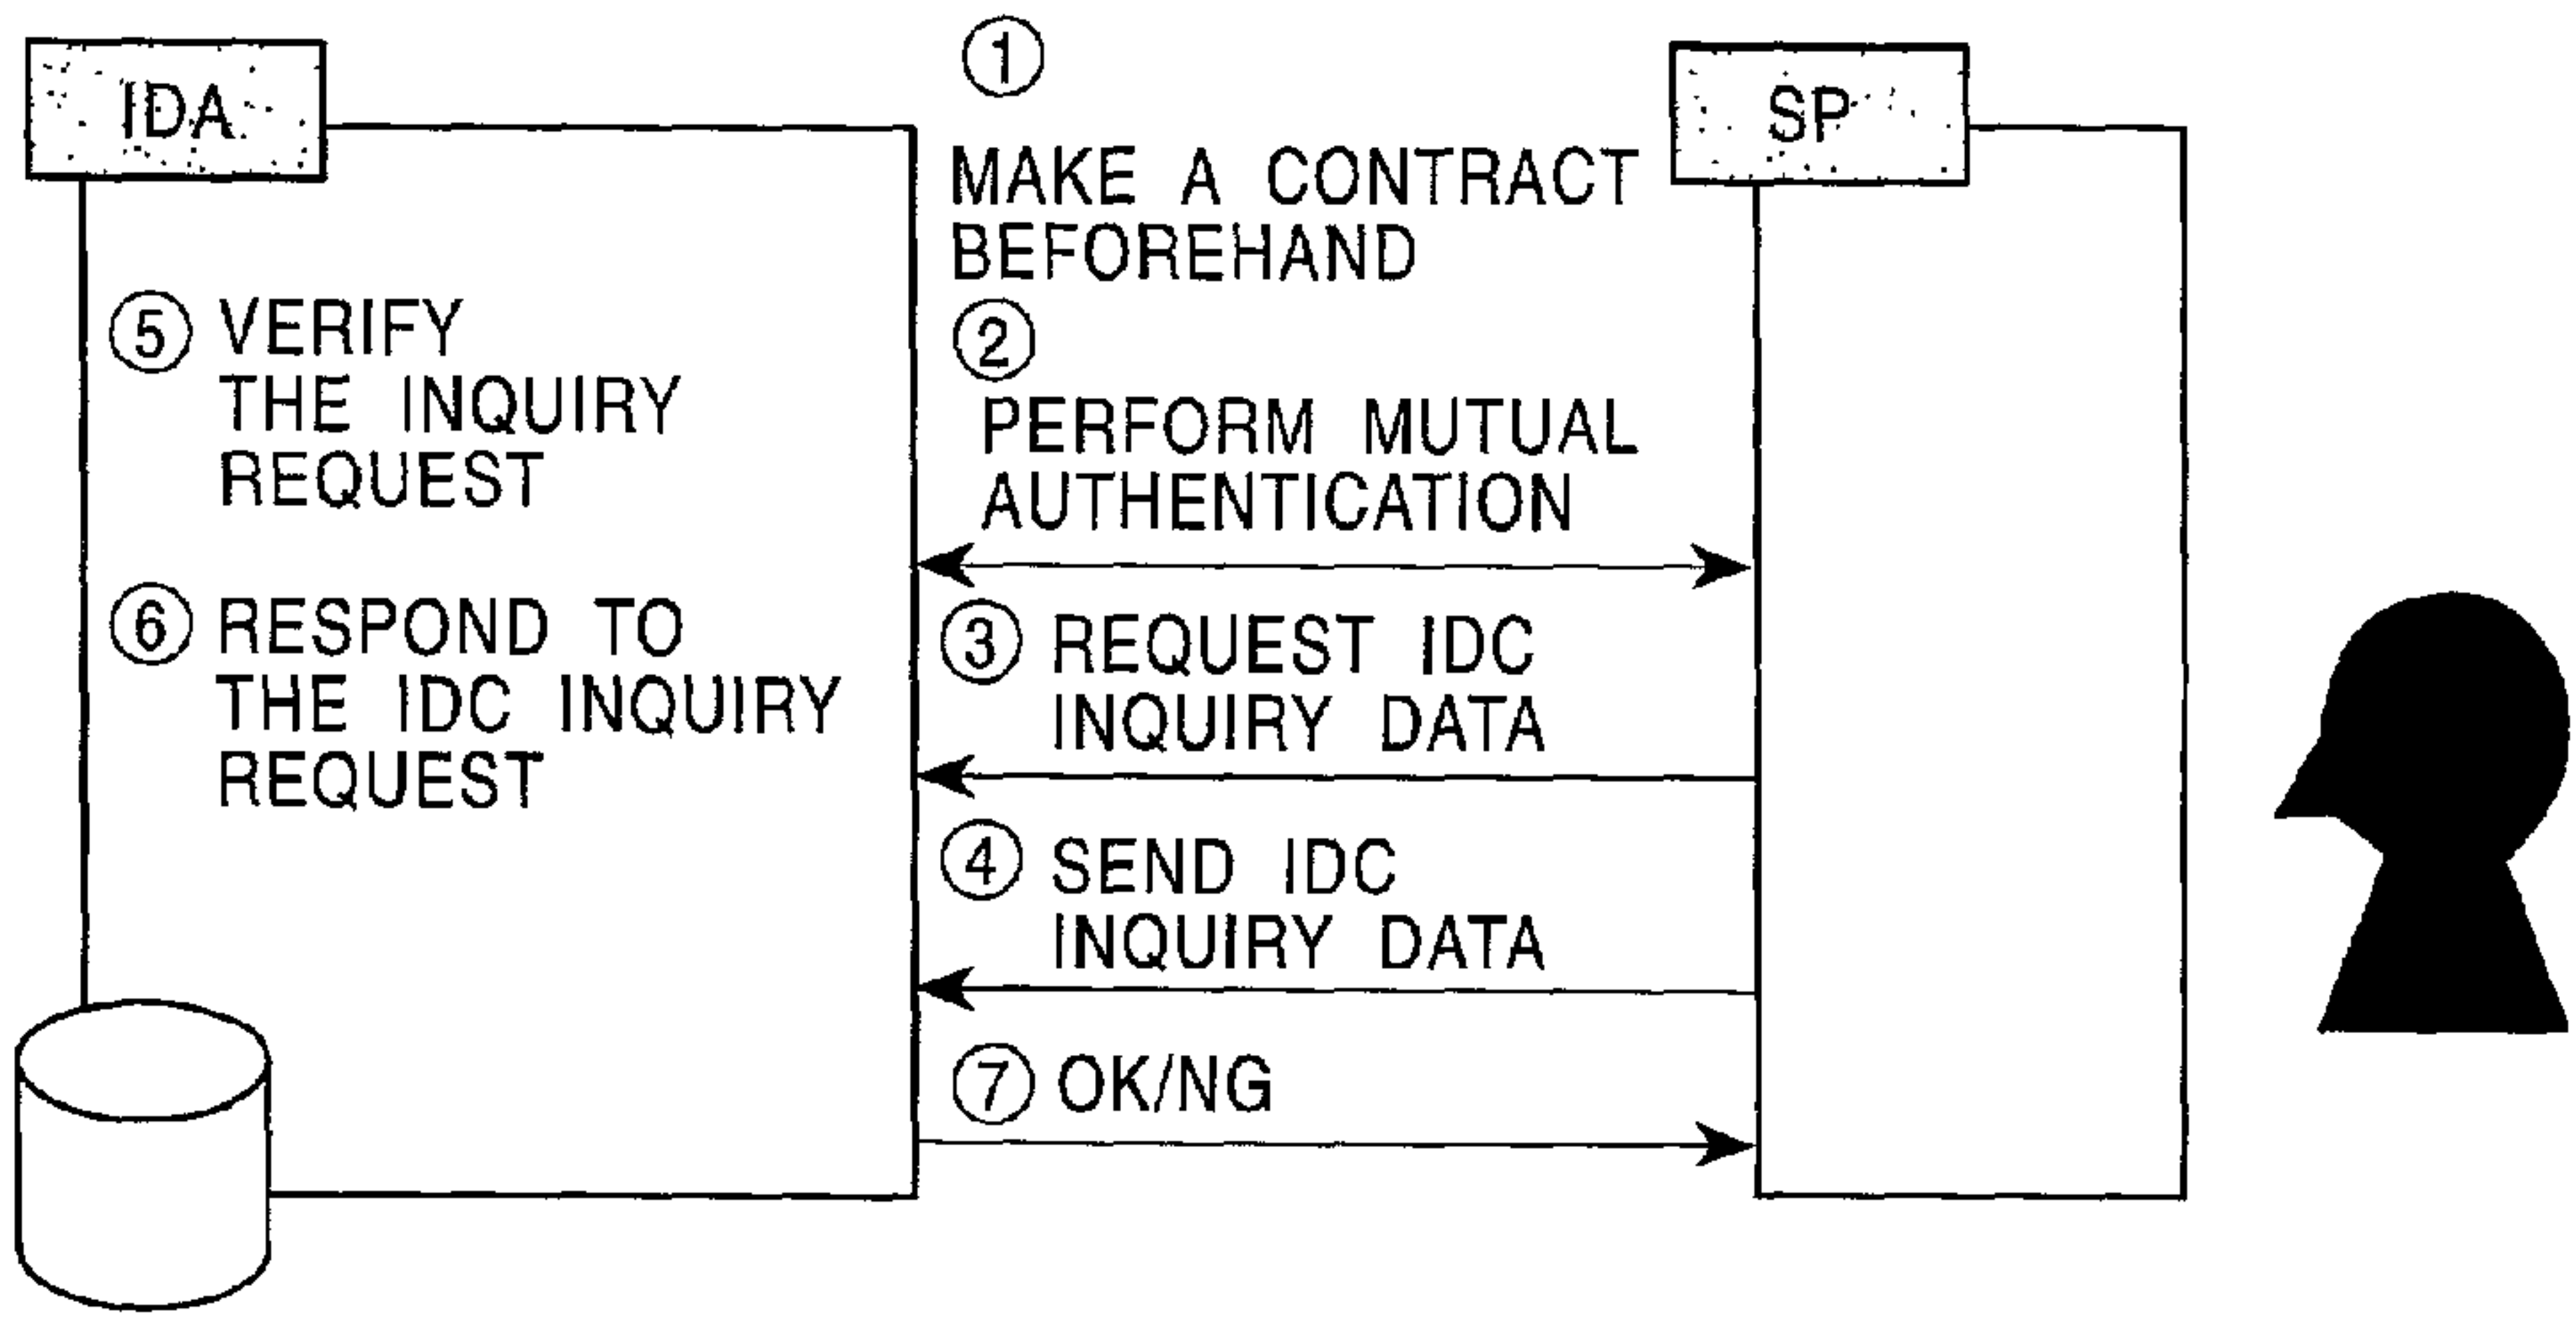 IDA
SP
①
MAKE A CONTRACT
BEFOREHAND
②
PERFORM MUTUAL
AUTHENTICATION
③ REQUEST IDC
INQUIRY DATA
④ SEND IDC
INQUIRY DATA
⑤ VERIFY
THE INQUIRY
REQUEST
⑥ RESPOND TO
THE IDC INQUIRY
REQUEST
⑦ OK/NG